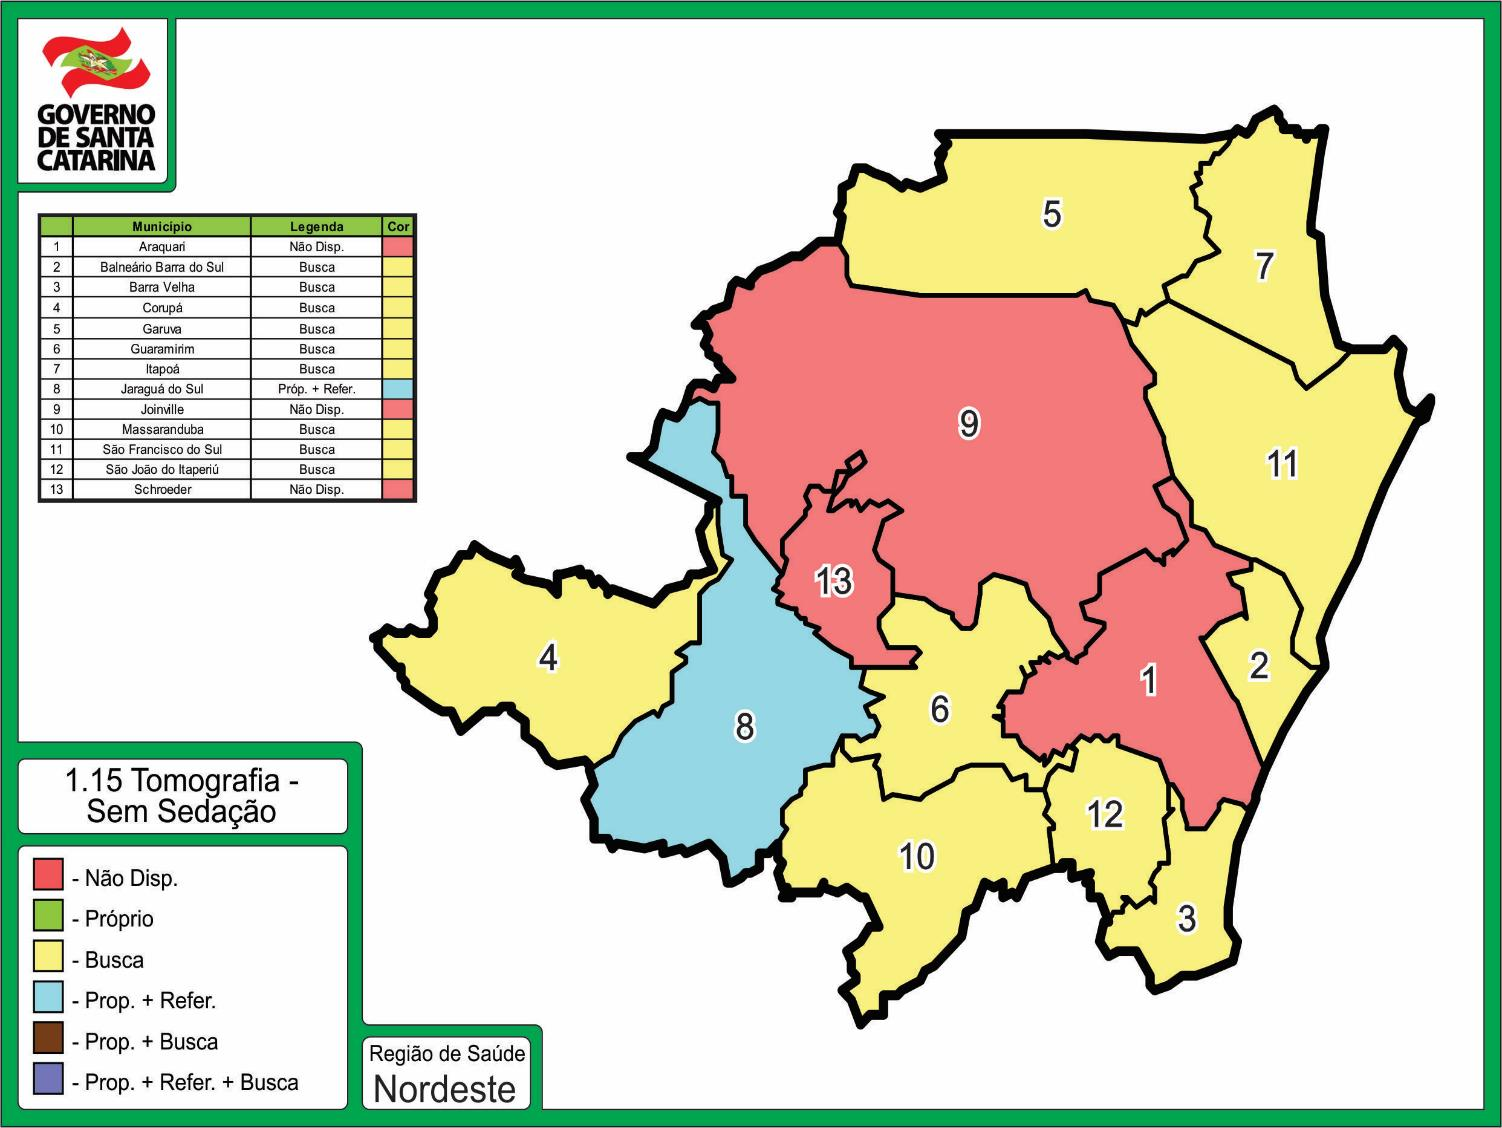 GOVERNO
DE SANTA
CATARINA
Município Legenda Cor
1 Araquari Não Disp.
2 Balneário Barra do Sul Busca
3 Barra Velha Busca
4 Corupá Busca
5 Garuva Busca
6 Guaramirim Busca
7 Itapoá Busca
8 Jaraguá do Sul Próp. + Refer.
9 Joinville Não Disp.
10 Massaranduba Busca
11 São Francisco do Sul Busca
12 São João do Itaperiú Busca
13 Schroeder Não Disp.
5
7
9
11
13
4
2
1
6
8
12
10
3
1.15 Tomografia -
Sem Sedação
- Não Disp.
- Próprio
- Busca
- Prop. + Refer.
- Prop. + Busca
- Prop. + Refer. + Busca
Região de Saúde
Nordeste